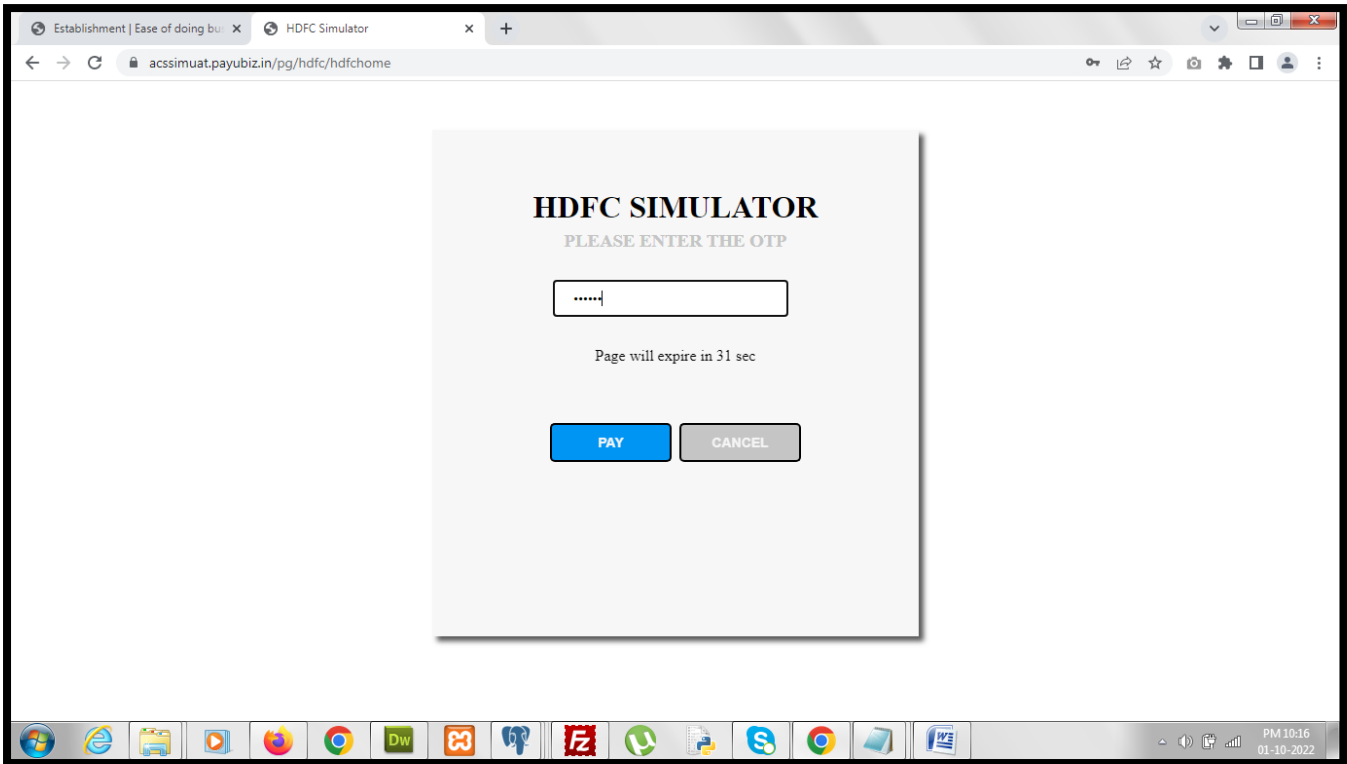 Establishment | Ease of doing bu
HDFC Simulator
acssimuat.payubiz.in/pg/hdfc/hdfchome
HDFC SIMULATOR
PLEASE ENTER THE OTP
••••••
Page will expire in 31 sec
PAY CANCEL
Dw
Fz
S
W
PM 10:16
01-10-2022